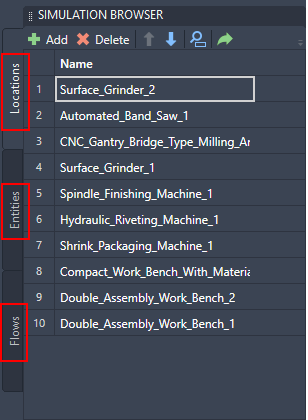 SIMULATION BROWSER
Add Delete
Locations
Entities
Flows
Name
1 Surface_Grinder_2
2 Automated_Band_Saw_1
3 CNC_Gantry_Bridge_Type_Milling_Ar
4 Surface_Grinder_1
5 Spindle_Finishing_Machine_1
6 Hydraulic_Riveting_Machine_1
7 Shrink_Packaging_Machine_1
8 Compact_Work_Bench_With_Materia
9 Double_Assembly_Work_Bench_2
10 Double_Assembly_Work_Bench_1